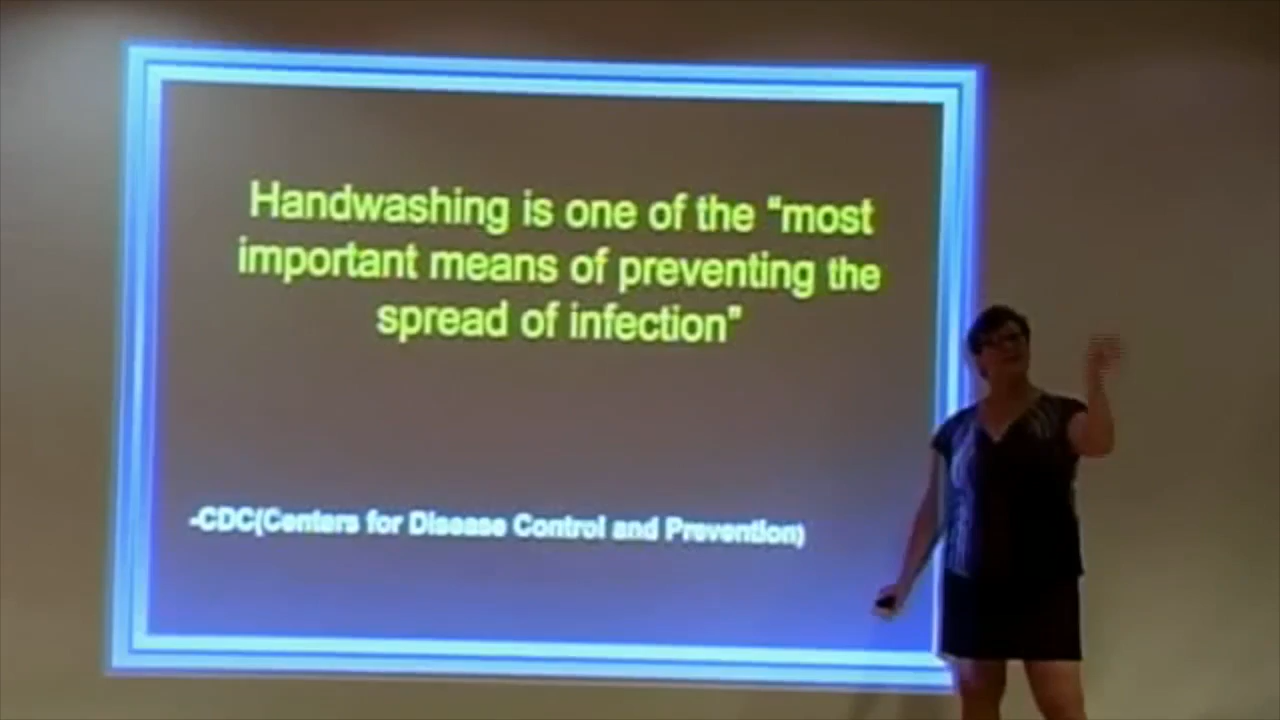 Handwashing is one of the “most
important means of preventing the
spread of infection”
-CDC(Centers for Disease Control and Prevention)